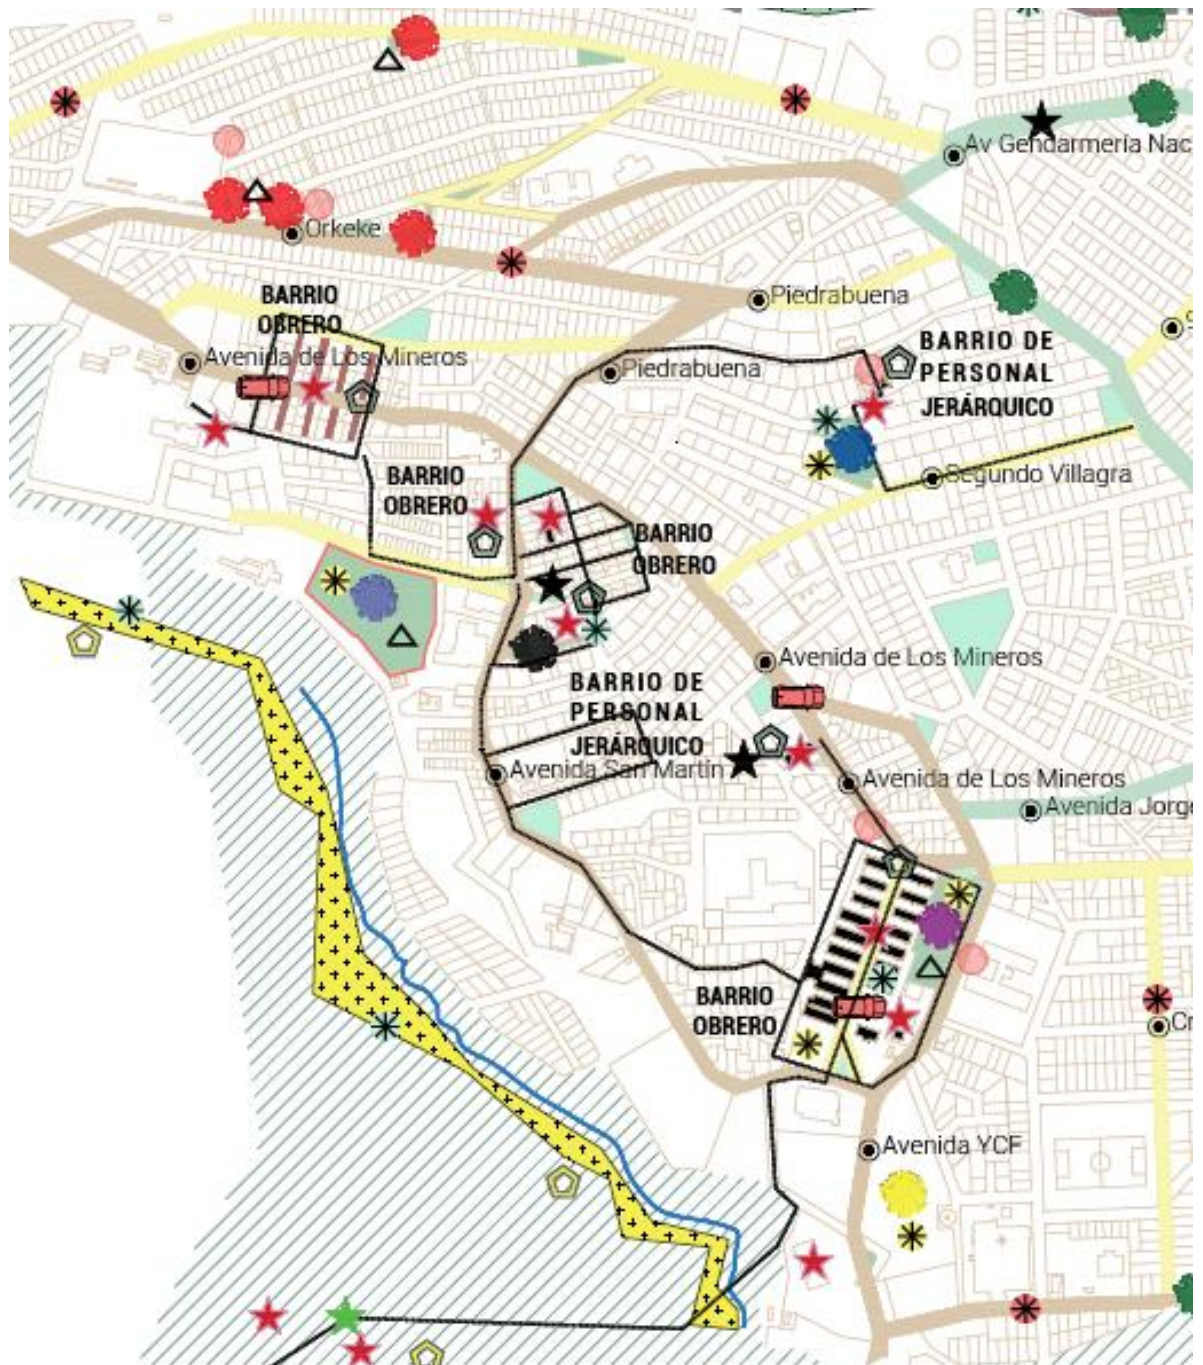 Av Gendarmería Nac
Orkeke
BARRIO
OBRERO
Piedrabuena
Avenida de Los Mineros
Piedrabuena
BARRIO DE
PERSONAL
JERÁRQUICO
BARRIO
OBRERO
Segundo Villagra
BARRIO
OBRERO
Avenida de Los Mineros
BARRIO DE
PERSONAL
JERÁRQUICO
Avenida San Martín
Avenida de Los Mineros
Avenida Jorge
BARRIO
OBRERO
Cr
Avenida YCF